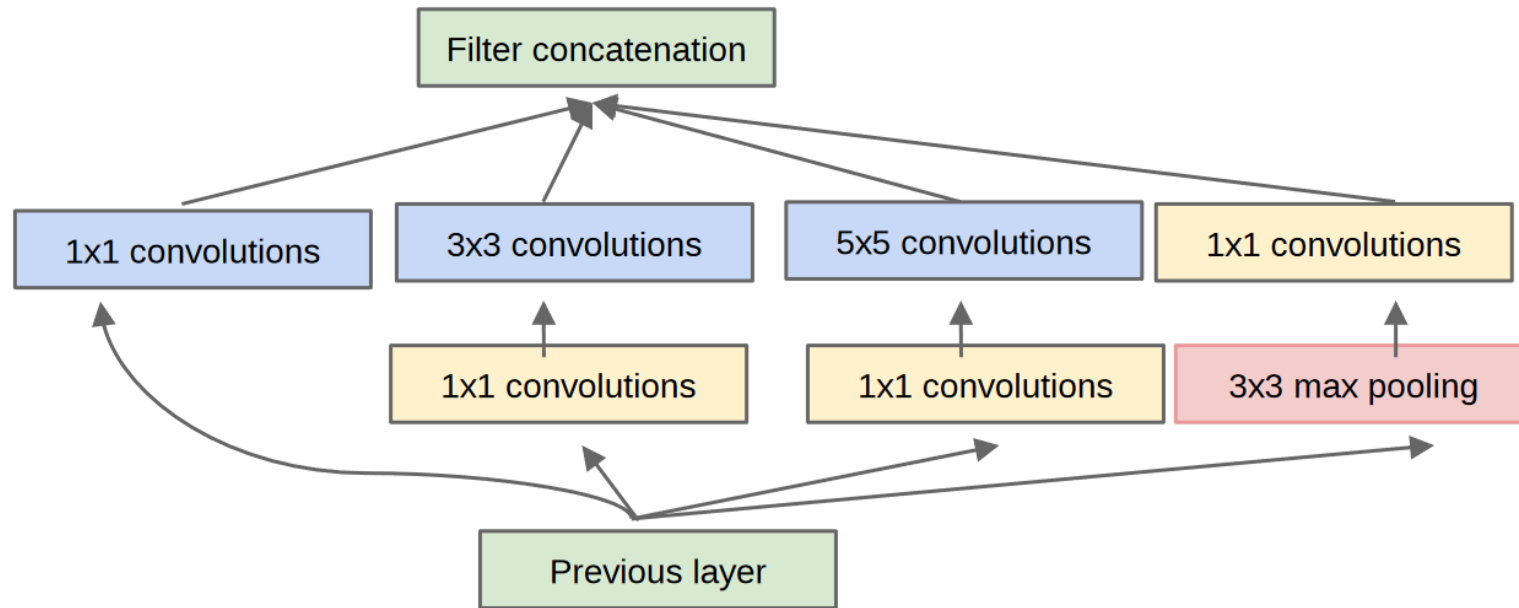 Filter concatenation
1x1 convolutions
3x3 convolutions
5x5 convolutions
1x1 convolutions
1x1 convolutions
1x1 convolutions
3x3 max pooling
Previous layer